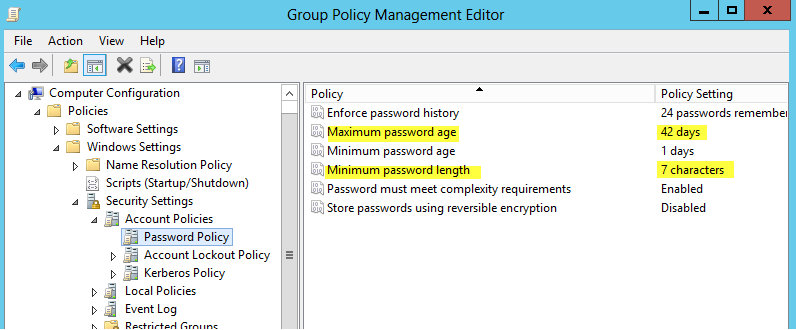 Group Policy Management Editor
File Action View Help
Computer Configuration
Policies
Software Settings
Windows Settings
Name Resolution Policy
Scripts (Startup/Shutdown)
Security Settings
Account Policies
Password Policy
Account Lockout Policy
Kerberos Policy
Local Policies
Event Log
Restricted Groups
Policy Policy Setting
Enforce password history 24 passwords remember
Maximum password age 42 days
Minimum password age 1 days
Minimum password length 7 characters
Password must meet complexity requirements Enabled
Store passwords using reversible encryption Disabled